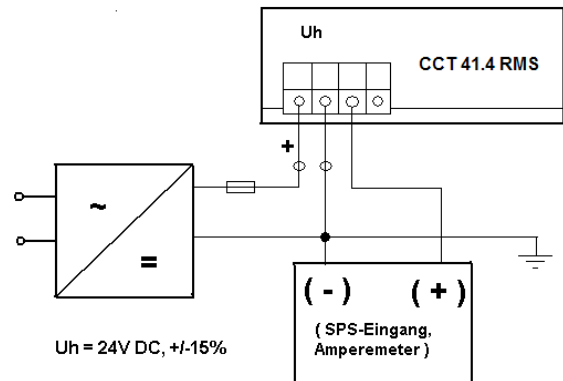 Uh
CCT 41.4 RMS
+
~
=
( - ) ( + )
( SPS-Eingang,
Amperemeter )
Uh = 24V DC, +/-15%